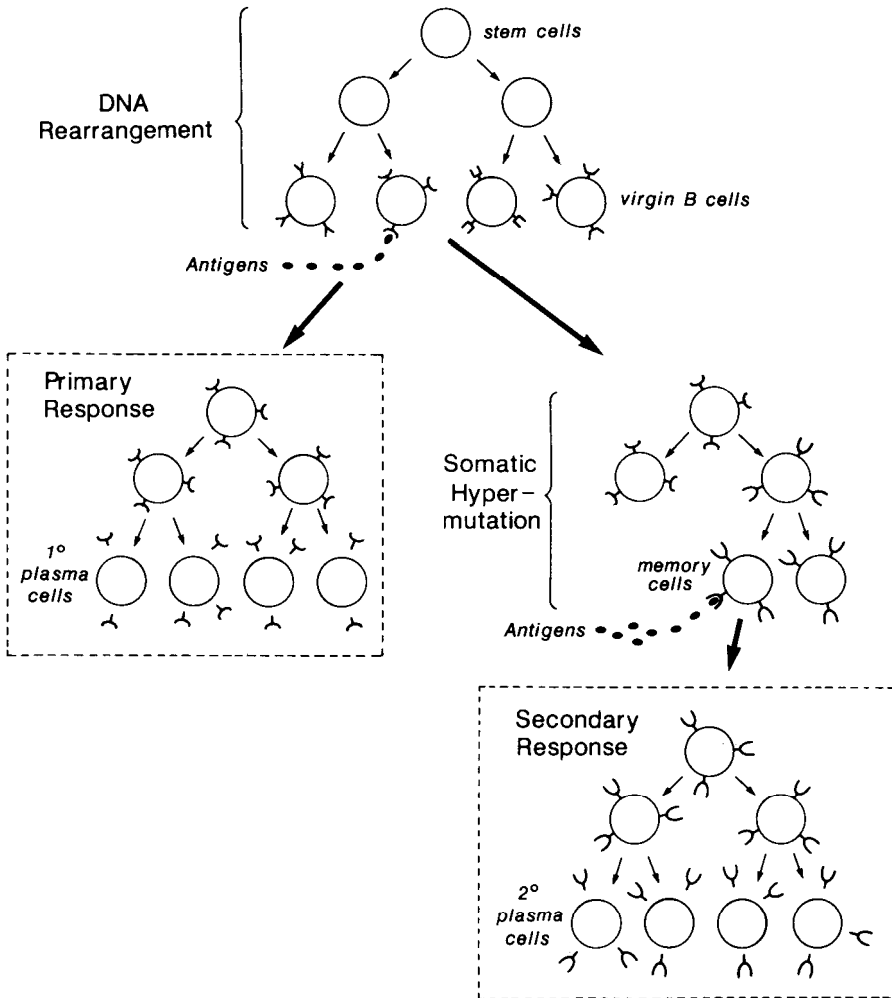 stem cells
DNA
Rearrangement
virgin B cells
Antigens
Primary
Response
1°
plasma
cells
Somatic
Hyper-
mutation
memory
cells
Antigens
Secondary
Response
2°
plasma
cells